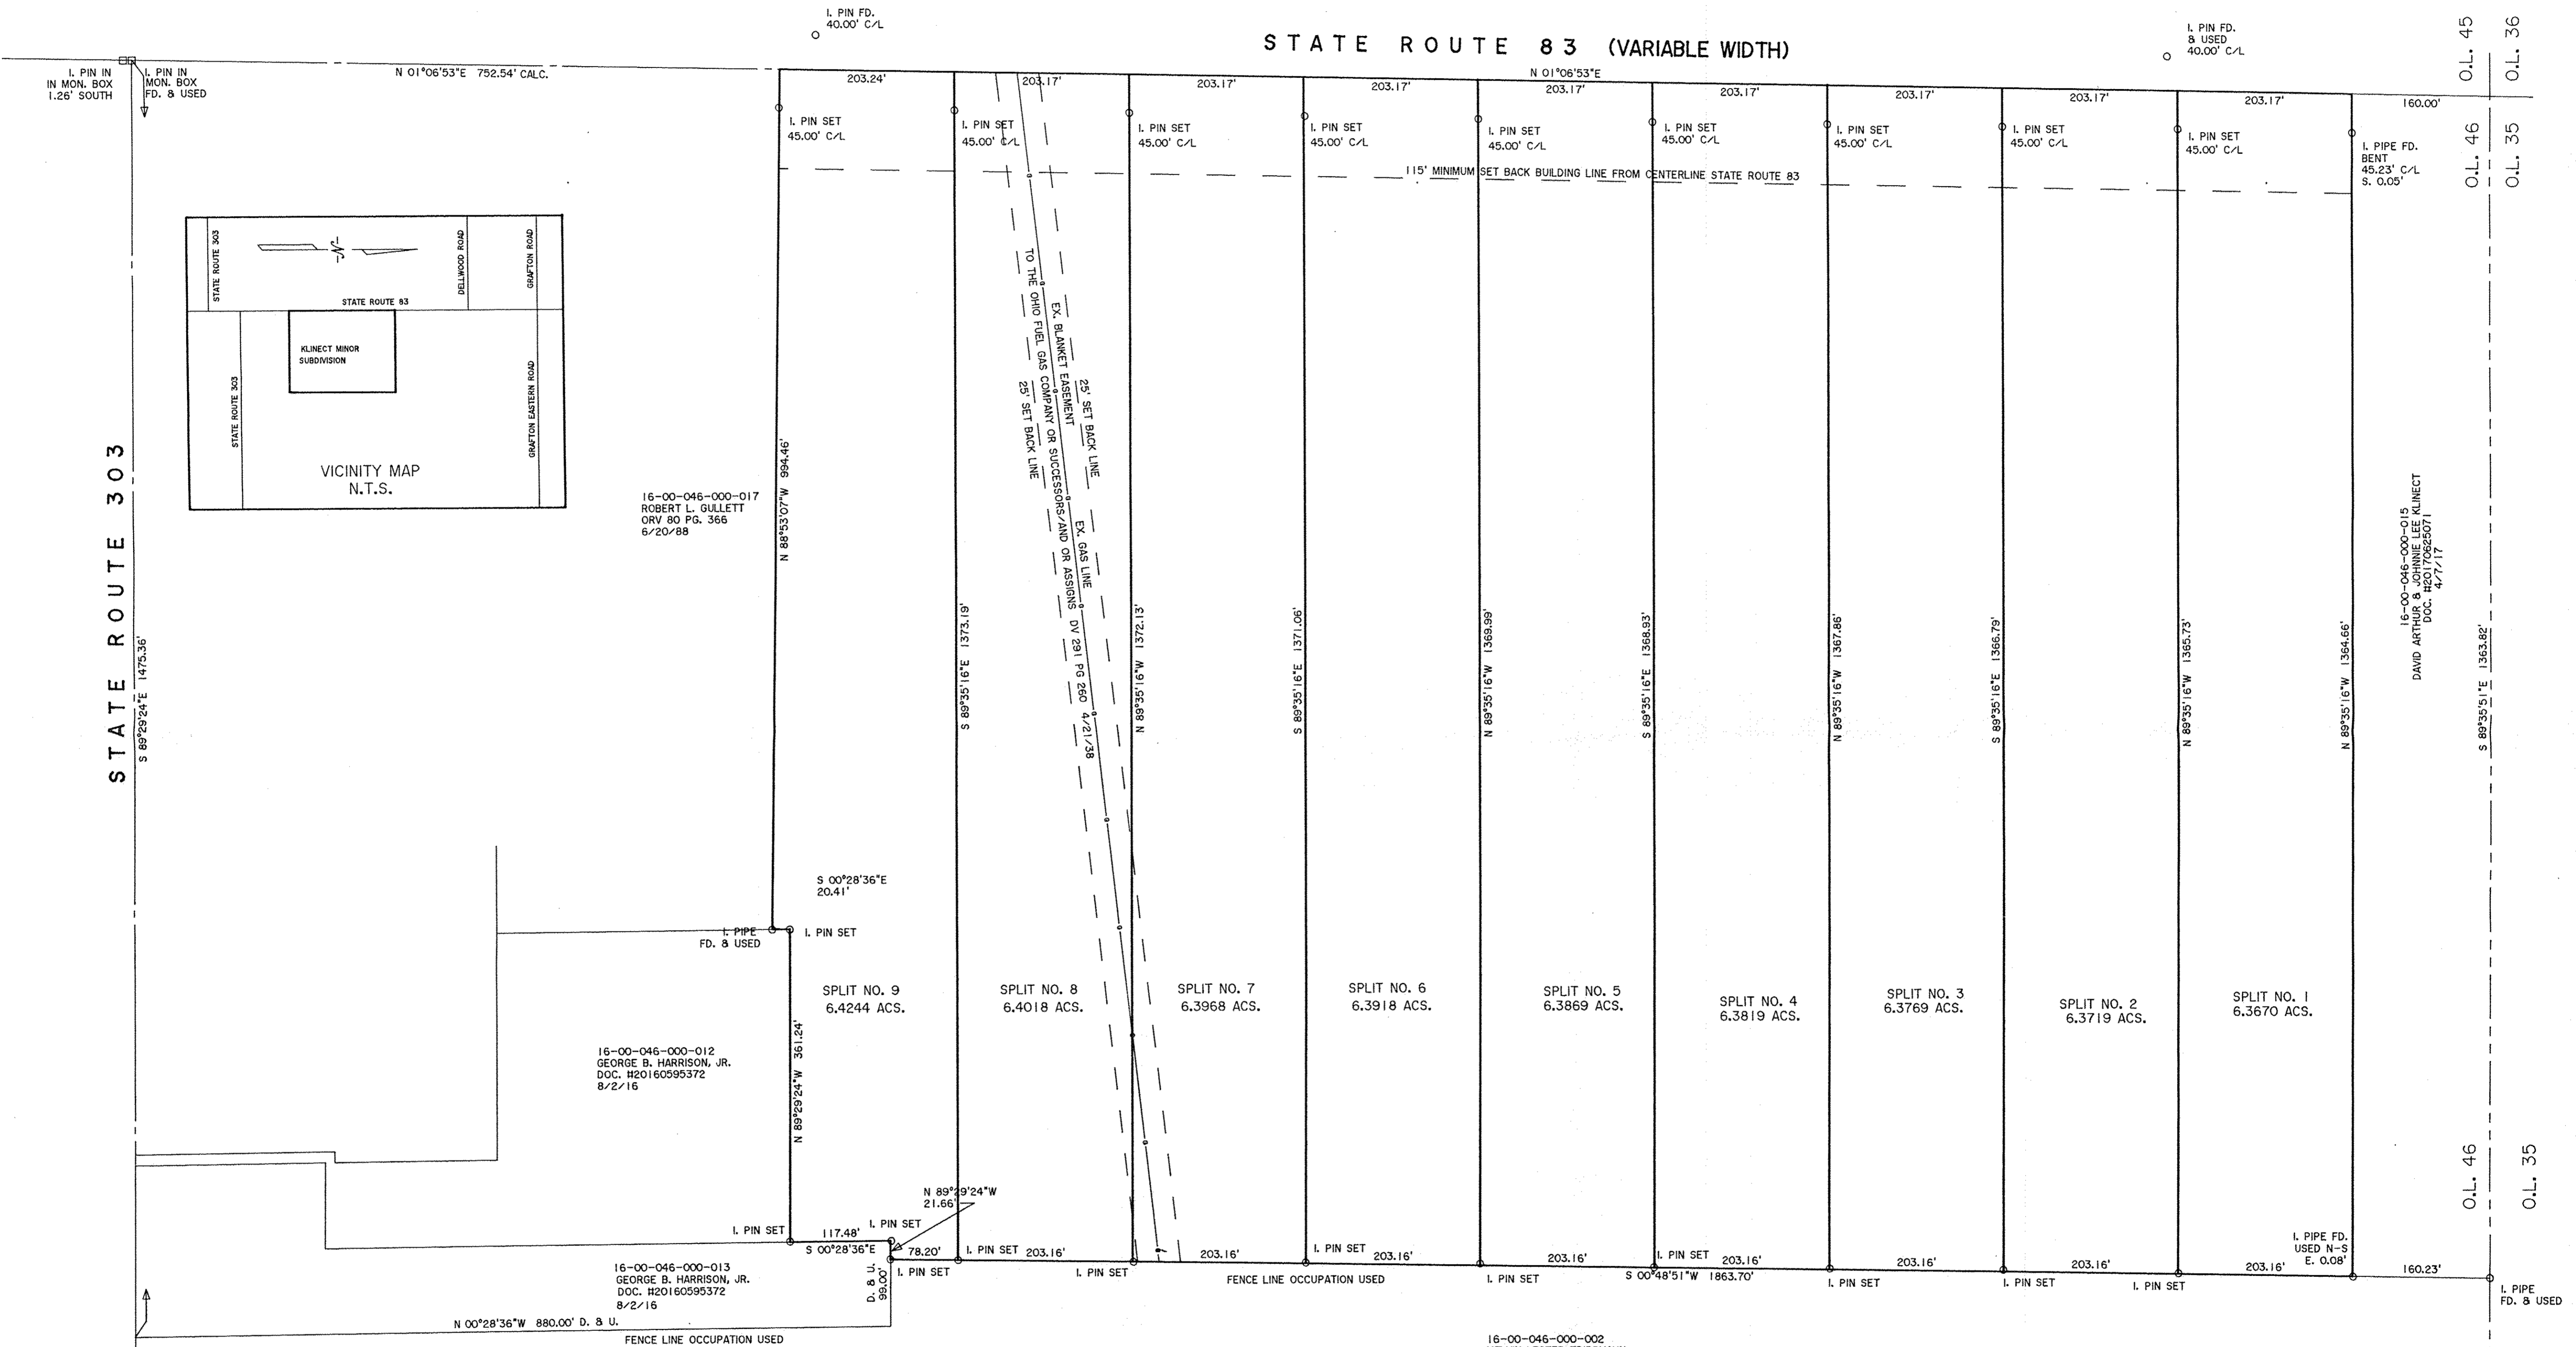 I. PIN FD.
40.00' C/L
STATE ROUTE 83 (VARIABLE WIDTH)
I. PIN FD.
& USED
40.00' C/L
O.L. 45
O.L. 36
I. PIN IN
IN MON. BOX
1.26' SOUTH
I. PIN IN
MON. BOX
FD. & USED
N 01°06'53"E 752.54' CALC.
N 01°06'53"E
203.24'
203.17'
203.17'
203.17'
203.17'
203.17'
203.17'
203.17'
203.17'
160.00'
I. PIN SET
45.00' C/L
I. PIN SET
45.00' C/L
I. PIN SET
45.00' C/L
I. PIN SET
45.00' C/L
I. PIN SET
45.00' C/L
I. PIN SET
45.00' C/L
I. PIN SET
45.00' C/L
I. PIN SET
45.00' C/L
I. PIN SET
45.00' C/L
I. PIPE FD.
BENT
45.23' C/L
S. 0.05'
O.L. 46
O.L. 35
115' MINIMUM SET BACK BUILDING LINE FROM CENTERLINE STATE ROUTE 83
STATE ROUTE 303
-N-
DELLWOOD ROAD
GRAFTON ROAD
STATE ROUTE 83
KLINECT MINOR
SUBDIVISION
STATE ROUTE 303
GRAFTON EASTERN ROAD
VICINITY MAP
N.T.S.
STATE ROUTE 303
S 89°29'24"E 1475.36'
16-00-046-000-017
ROBERT L. GULLETT
ORV 80 PG. 366
6/20/88
N 88°53'07"W 994.46'
EX. BLANKET EASEMENT
TO THE OHIO FUEL GAS COMPANY OR SUCCESSORS/AND OR ASSIGNS DV 291 PG 260 4/21/38
25' SET BACK LINE
25' SET BACK LINE
EX. GAS LINE
S 89°35'16"E 1373.19'
N 89°35'16"W 1372.13'
S 89°35'16"E 1371.06'
N 89°35'16"W 1369.99'
S 89°35'16"E 1368.93'
N 89°35'16"W 1367.86'
S 89°35'16"E 1366.79'
N 89°35'16"W 1365.73'
N 89°35'16"W 1364.66'
16-00-046-000-015
DAVID ARTHUR & JOHNNIE LEE KLINECT
DOC. #20170625071
4/7/17
S 89°35'51"E 1363.82'
S 00°28'36"E
20.41'
I. PIPE
FD. & USED
I. PIN SET
SPLIT NO. 9
6.4244 ACS.
SPLIT NO. 8
6.4018 ACS.
SPLIT NO. 7
6.3968 ACS.
SPLIT NO. 6
6.3918 ACS.
SPLIT NO. 5
6.3869 ACS.
SPLIT NO. 4
6.3819 ACS.
SPLIT NO. 3
6.3769 ACS.
SPLIT NO. 2
6.3719 ACS.
SPLIT NO. 1
6.3670 ACS.
16-00-046-000-012
GEORGE B. HARRISON, JR.
DOC. #20160595372
8/2/16
N 89°29'24"W 361.24'
N 89°29'24"W
21.66'
O.L. 46
O.L. 35
I. PIN SET
117.48'
I. PIN SET
S 00°28'36"E
78.20'
I. PIN SET
203.16'
203.16'
I. PIN SET
203.16'
203.16'
I. PIN SET
203.16'
203.16'
203.16'
203.16'
I. PIPE FD.
USED N-S
E. 0.08'
160.23'
D. & U.
99.00'
I. PIN SET
I. PIN SET
FENCE LINE OCCUPATION USED
I. PIN SET
S 00°48'51"W 1863.70'
I. PIN SET
I. PIN SET
I. PIN SET
I. PIPE
FD. & USED
16-00-046-000-013
GEORGE B. HARRISON, JR.
DOC. #20160595372
8/2/16
N 00°28'36"W 880.00' D. & U.
FENCE LINE OCCUPATION USED
16-00-046-000-002